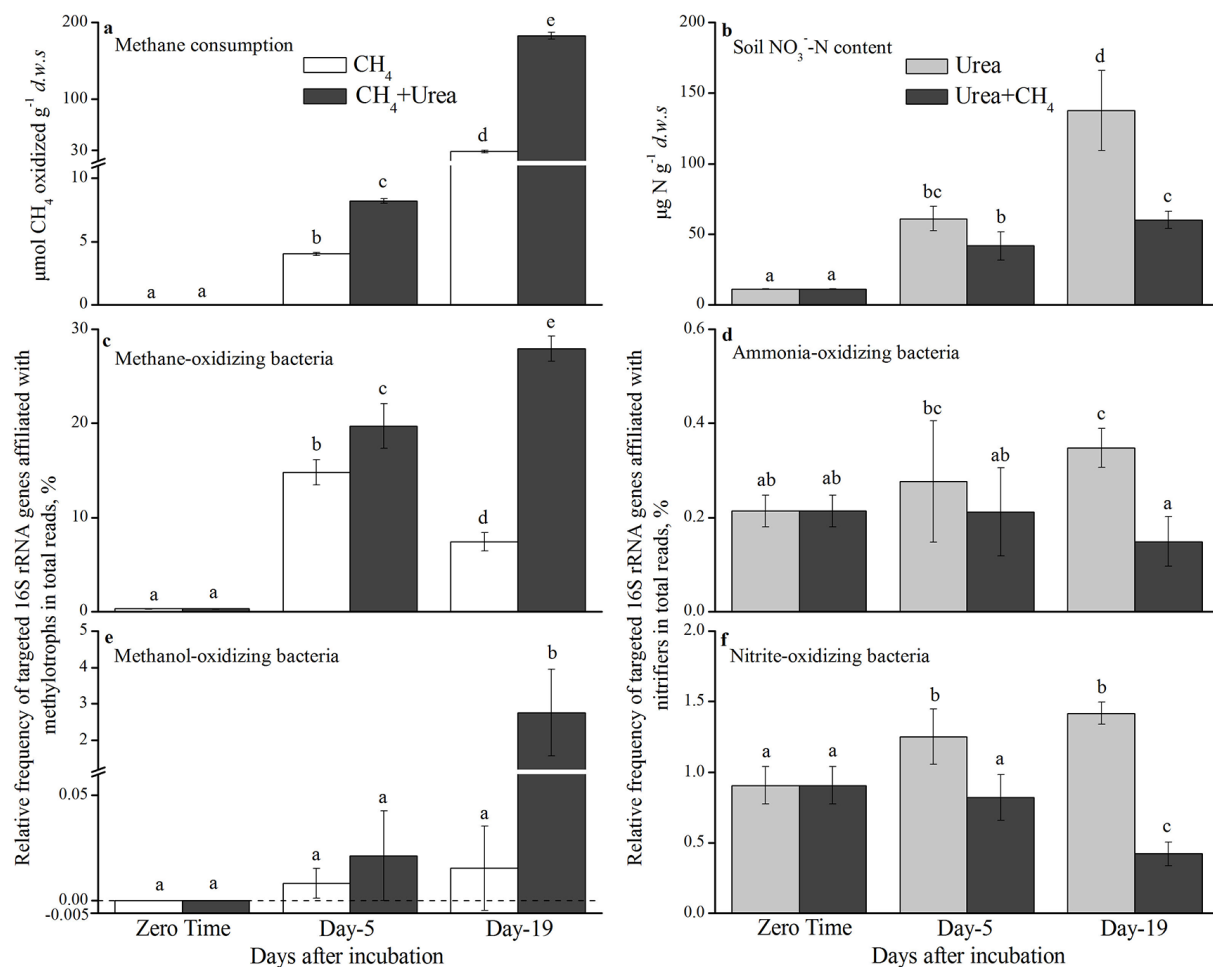 a Methane consumption
CH4
CH4+Urea
200
100
30
10
5
0
a a b c d e
µmol CH4 oxidized g-1 d.w.s
b Soil NO3--N content
Urea
Urea+CH4
200
150
100
50
0
a a bc b d c
µg N g-1 d.w.s
c Methane-oxidizing bacteria
30
20
10
0
a a b c d e
d Ammonia-oxidizing bacteria
0.6
0.4
0.2
0.0
ab ab bc ab c a
e Methanol-oxidizing bacteria
5
4
3
2
0.05
0.00
-0.005
a a a a a b
Relative frequency of targeted 16S rRNA genes affiliated with
methylotrophs in total reads, %
f Nitrite-oxidizing bacteria
2.0
1.5
1.0
0.5
0.0
a a b a b c
Relative frequency of targeted 16S rRNA genes affiliated with
nitrifiers in total reads, %
Zero Time Day-5 Day-19
Days after incubation
Zero Time Day-5 Day-19
Days after incubation